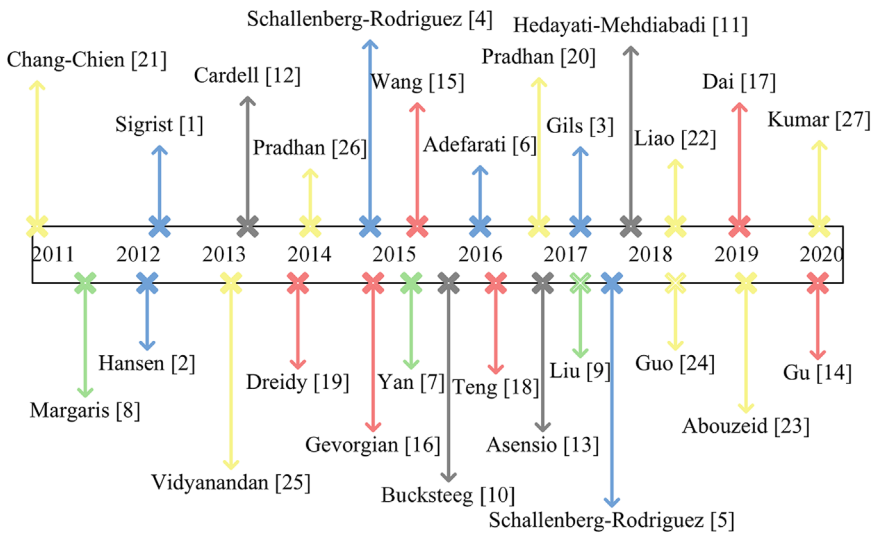 Schallenberg-Rodriguez [4]
Hedayati-Mehdiabadi [11]
Chang-Chien [21]
Cardell [12]
Wang [15]
Pradhan [20]
Dai [17]
Sigrist [1]
Pradhan [26]
Adefarati [6]
Gils [3]
Liao [22]
Kumar [27]
2011 2012 2013 2014 2015 2016 2017 2018 2019 2020
Hansen [2]
Margaris [8]
Dreidy [19]
Yan [7]
Teng [18]
Liu [9]
Guo [24]
Gu [14]
Vidyanandan [25]
Gevorgian [16]
Asensio [13]
Abouzeid [23]
Bucksteeg [10]
Schallenberg-Rodriguez [5]